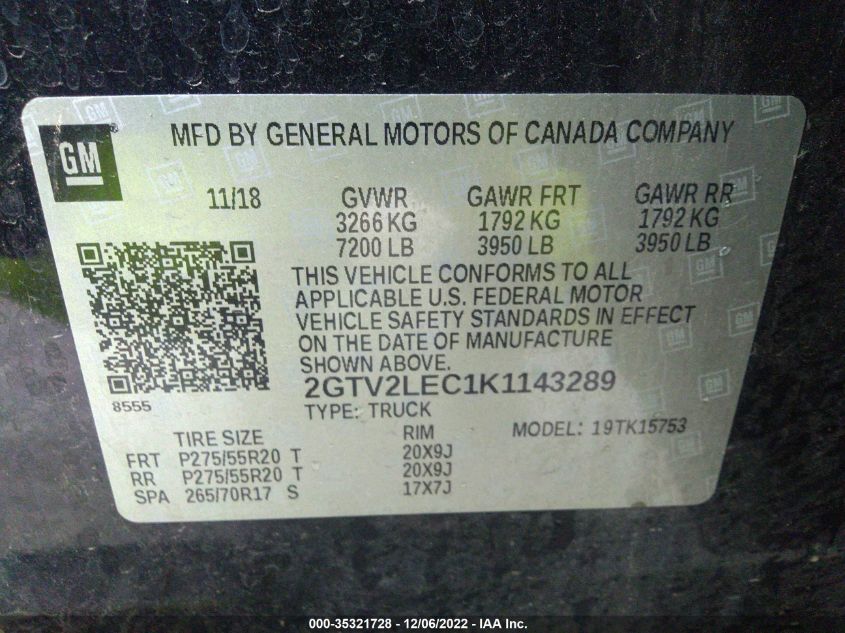 GM
MFD BY GENERAL MOTORS OF CANADA COMPANY
11/18 GVWR GAWR FRT GAWR RR
3266 KG 1792 KG 1792 KG
7200 LB 3950 LB 3950 LB
THIS VEHICLE CONFORMS TO ALL
APPLICABLE U.S. FEDERAL MOTOR
VEHICLE SAFETY STANDARDS IN EFFECT
ON THE DATE OF MANUFACTURE
SHOWN ABOVE.
8555
2GTV2LEC1K1143289
TYPE: TRUCK
MODEL: 19TK15753
TIRE SIZE RIM
FRT P275/55R20 T 20X9J
RR P275/55R20 T 20X9J
SPA 265/70R17 S 17X7J
000-35321728 - 12/06/2022 - IAA Inc.